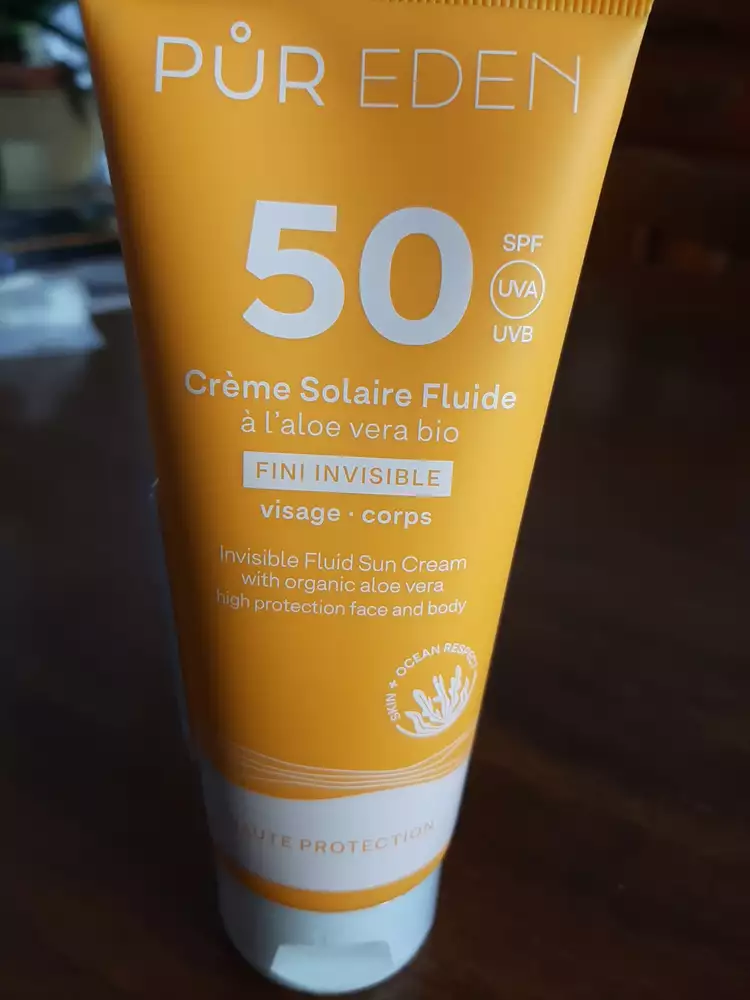 PŮR EDEN
50
SPF
UVA
UVB
Crème Solaire Fluide
à l'aloe vera bio
FINI INVISIBLE
visage · corps
Invisible Fluid Sun Cream
with organic aloe vera
high protection face and body
SKIN + OCEAN RESPECT
HAUTE PROTECTION